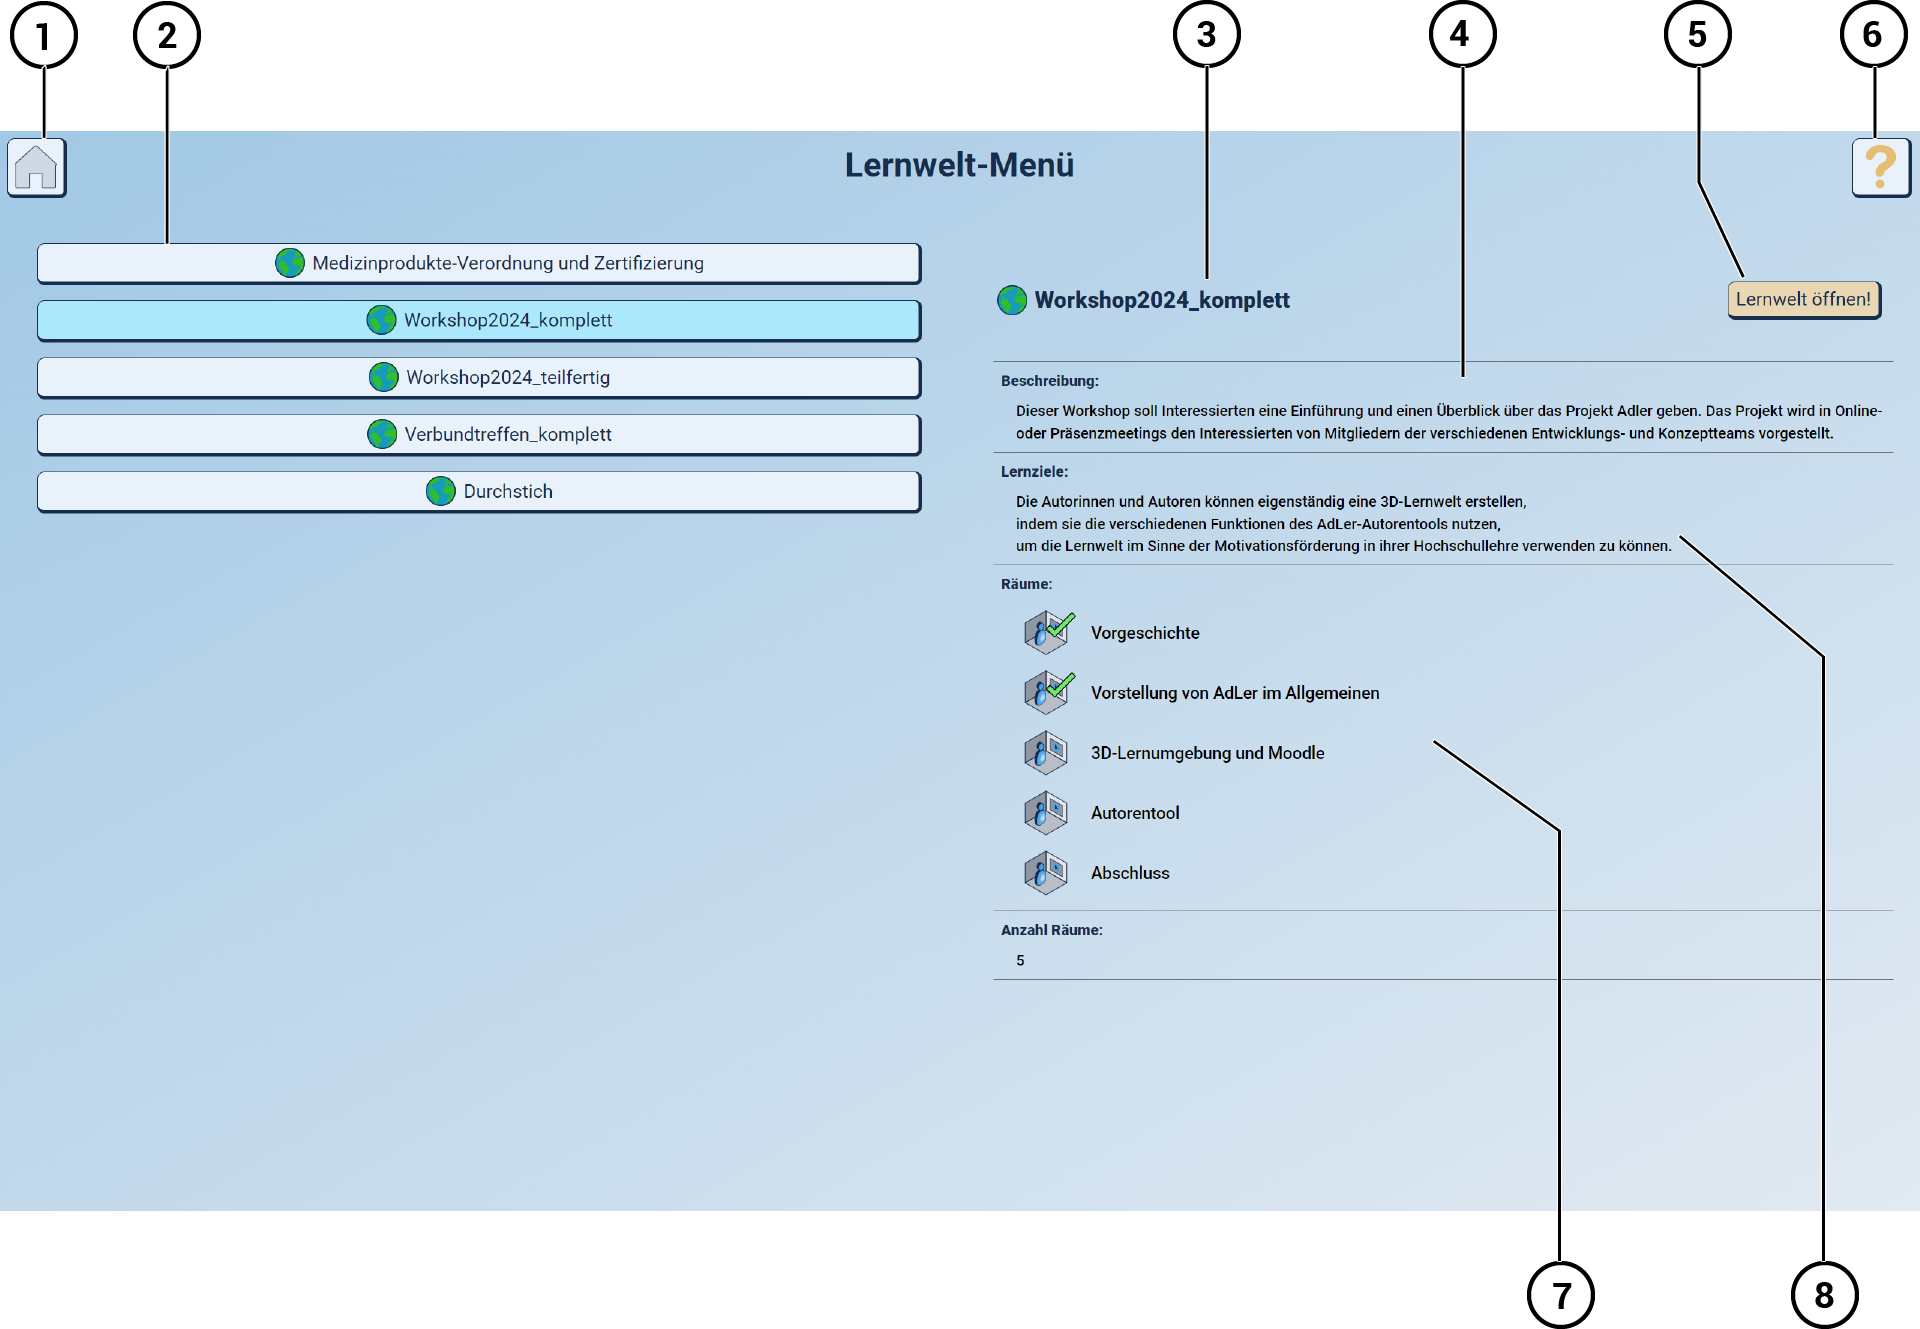 1
2
3
4
5
6
Lernwelt-Menü
Medizinprodukte-Verordnung und Zertifizierung
Workshop2024_komplett
Workshop2024_teilfertig
Verbundtreffen_komplett
Durchstich
Workshop2024_komplett
Lernwelt öffnen!
Beschreibung:
Dieser Workshop soll Interessierten eine Einführung und einen Überblick über das Projekt Adler geben. Das Projekt wird in Online-
oder Präsenzmeetings den Interessierten von Mitgliedern der verschiedenen Entwicklungs- und Konzeptteams vorgestellt.
Lernziele:
Die Autorinnen und Autoren können eigenständig eine 3D-Lernwelt erstellen,
indem sie die verschiedenen Funktionen des AdLer-Autorentools nutzen,
um die Lernwelt im Sinne der Motivationsförderung in ihrer Hochschullehre verwenden zu können.
Räume:
Vorgeschichte
Vorstellung von AdLer im Allgemeinen
3D-Lernumgebung und Moodle
Autorentool
Abschluss
Anzahl Räume:
5
7
8